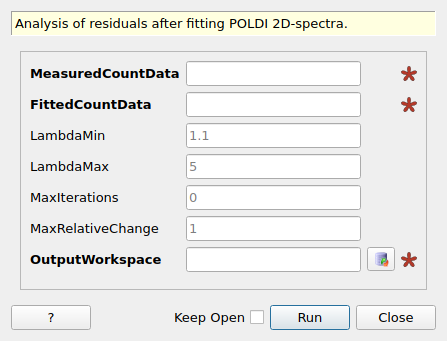 Analysis of residuals after fitting POLDI 2D-spectra.
MeasuredCountData
FittedCountData
LambdaMin 1.1
LambdaMax 5
MaxIterations 0
MaxRelativeChange 1
OutputWorkspace
? Keep Open Run Close